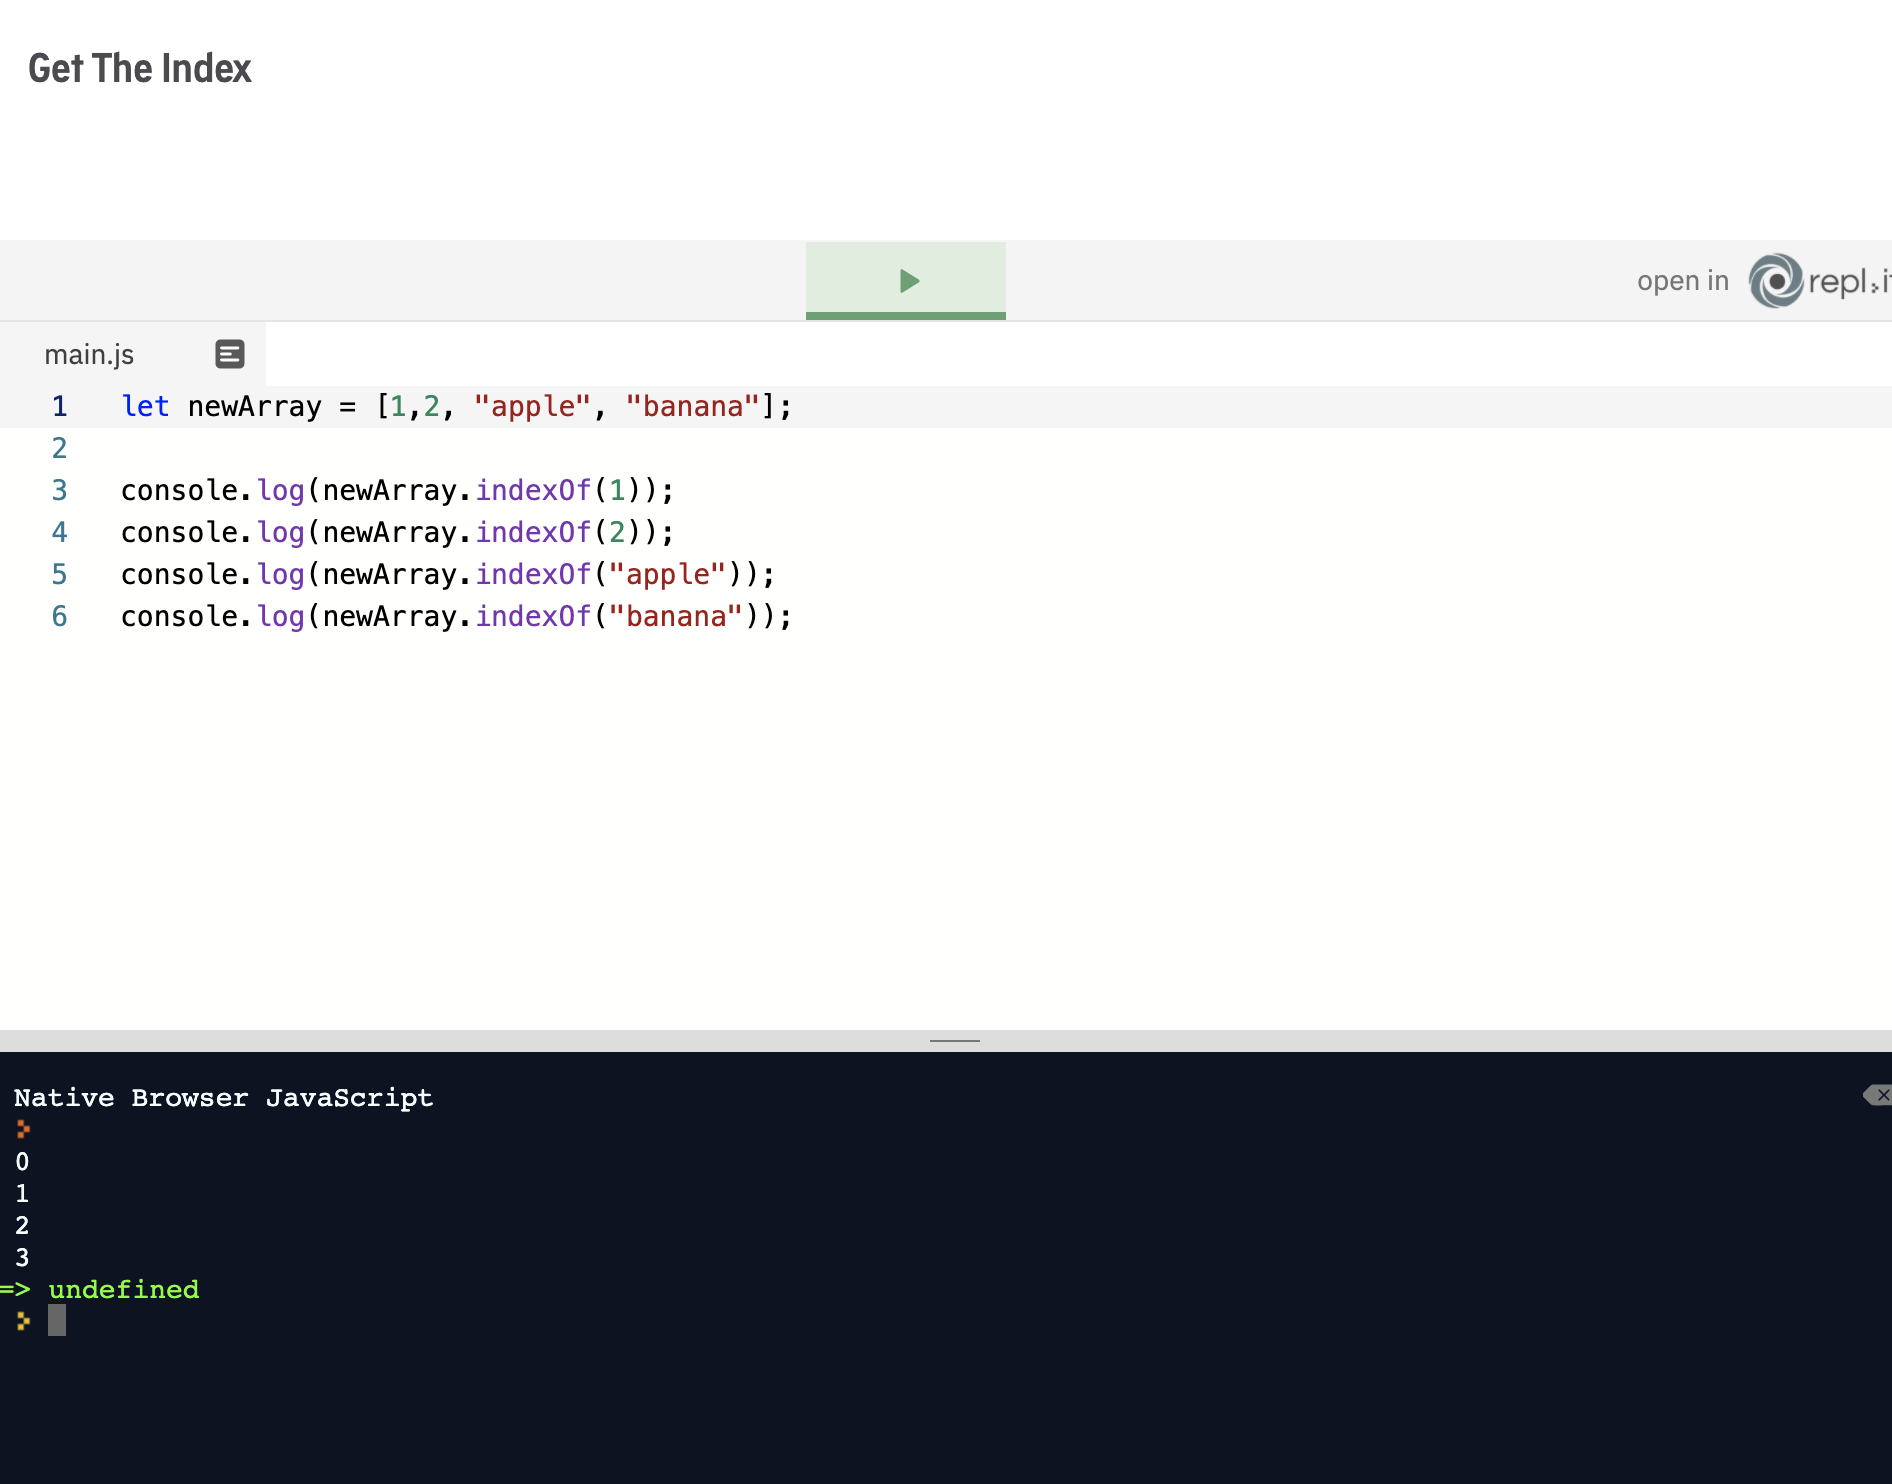 Get The Index
open in repl.it
main.js
1 let newArray = [1,2, "apple", "banana"];
2
3 console.log(newArray.indexOf(1));
4 console.log(newArray.indexOf(2));
5 console.log(newArray.indexOf("apple"));
6 console.log(newArray.indexOf("banana"));
Native Browser JavaScript
0
1
2
3
=> undefined